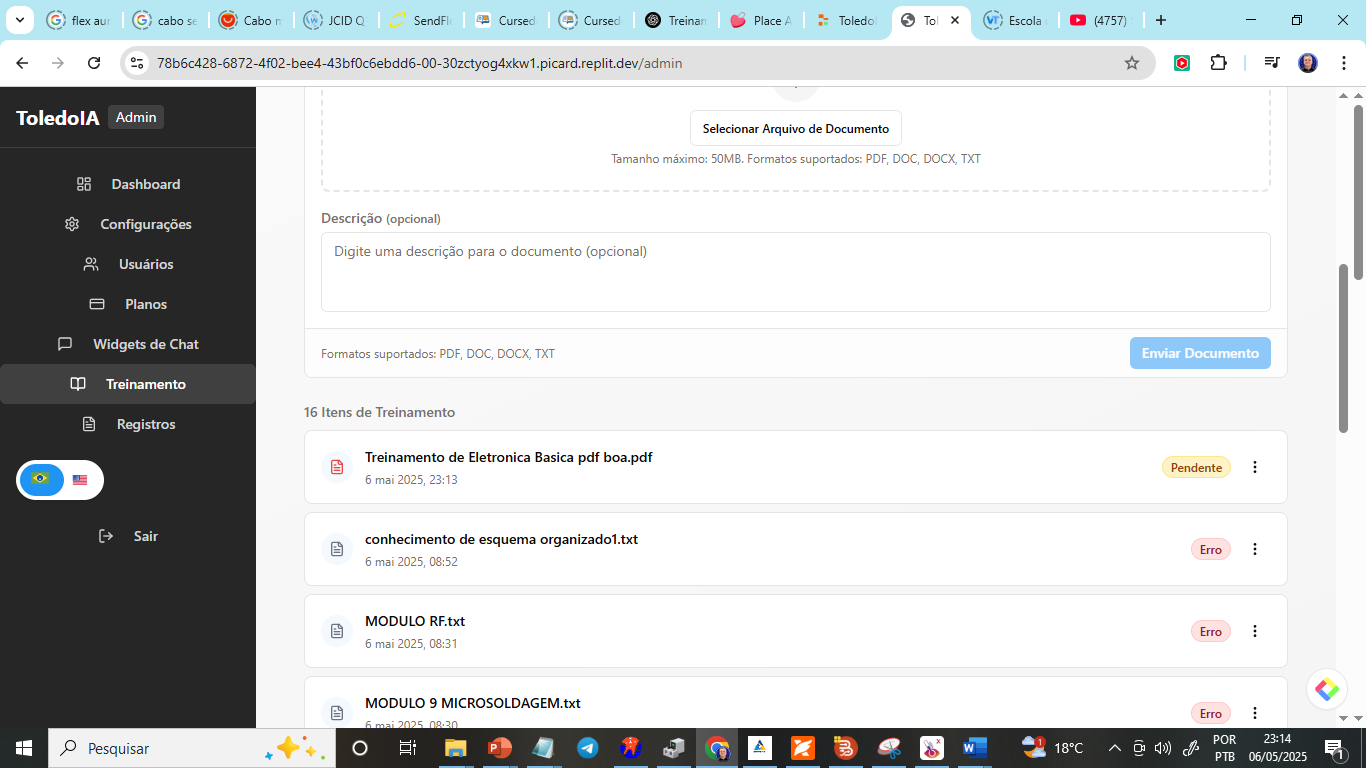 flex aur
cabo se
Cabo n
JCID Q
SendFl
Cursed
Cursed
Treinar
Place A
Toledo
Tol
Escola
(4757)
78b6c428-6872-4f02-bee4-43bf0c6ebdd6-00-30zctyog4xkw1.picard.replit.dev/admin
ToledoIA
Admin
Dashboard
Configurações
Usuários
Planos
Widgets de Chat
Treinamento
Registros
Sair
Selecionar Arquivo de Documento
Tamanho máximo: 50MB. Formatos suportados: PDF, DOC, DOCX, TXT
Descrição (opcional)
Digite uma descrição para o documento (opcional)
Formatos suportados: PDF, DOC, DOCX, TXT
Enviar Documento
16 Itens de Treinamento
Treinamento de Eletronica Basica pdf boa.pdf
6 mai 2025, 23:13
Pendente
conhecimento de esquema organizado1.txt
6 mai 2025, 08:52
Erro
MODULO RF.txt
6 mai 2025, 08:31
Erro
MODULO 9 MICROSOLDAGEM.txt
6 mai 2025, 08:30
Erro
Pesquisar
18°C
POR
PTB
23:14
06/05/2025